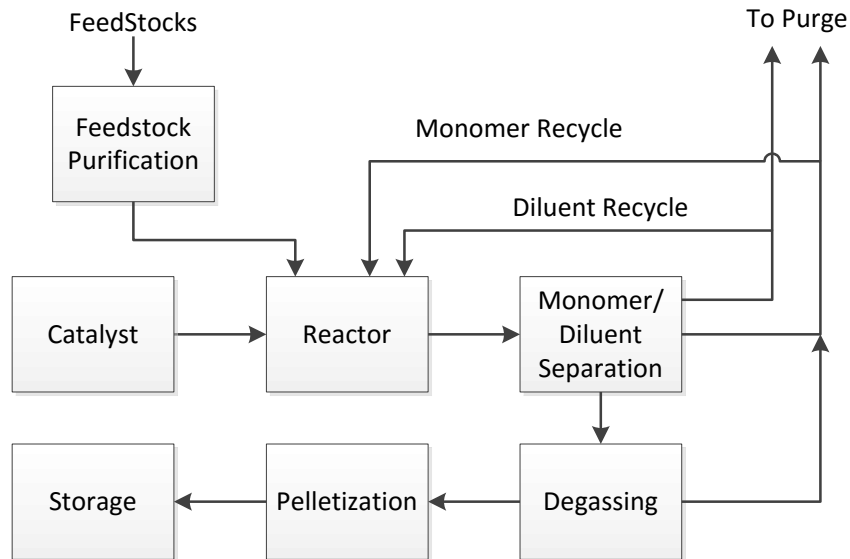 FeedStocks
To Purge
Feedstock
Purification
Monomer Recycle
Diluent Recycle
Catalyst
Reactor
Monomer/
Diluent
Separation
Storage
Pelletization
Degassing